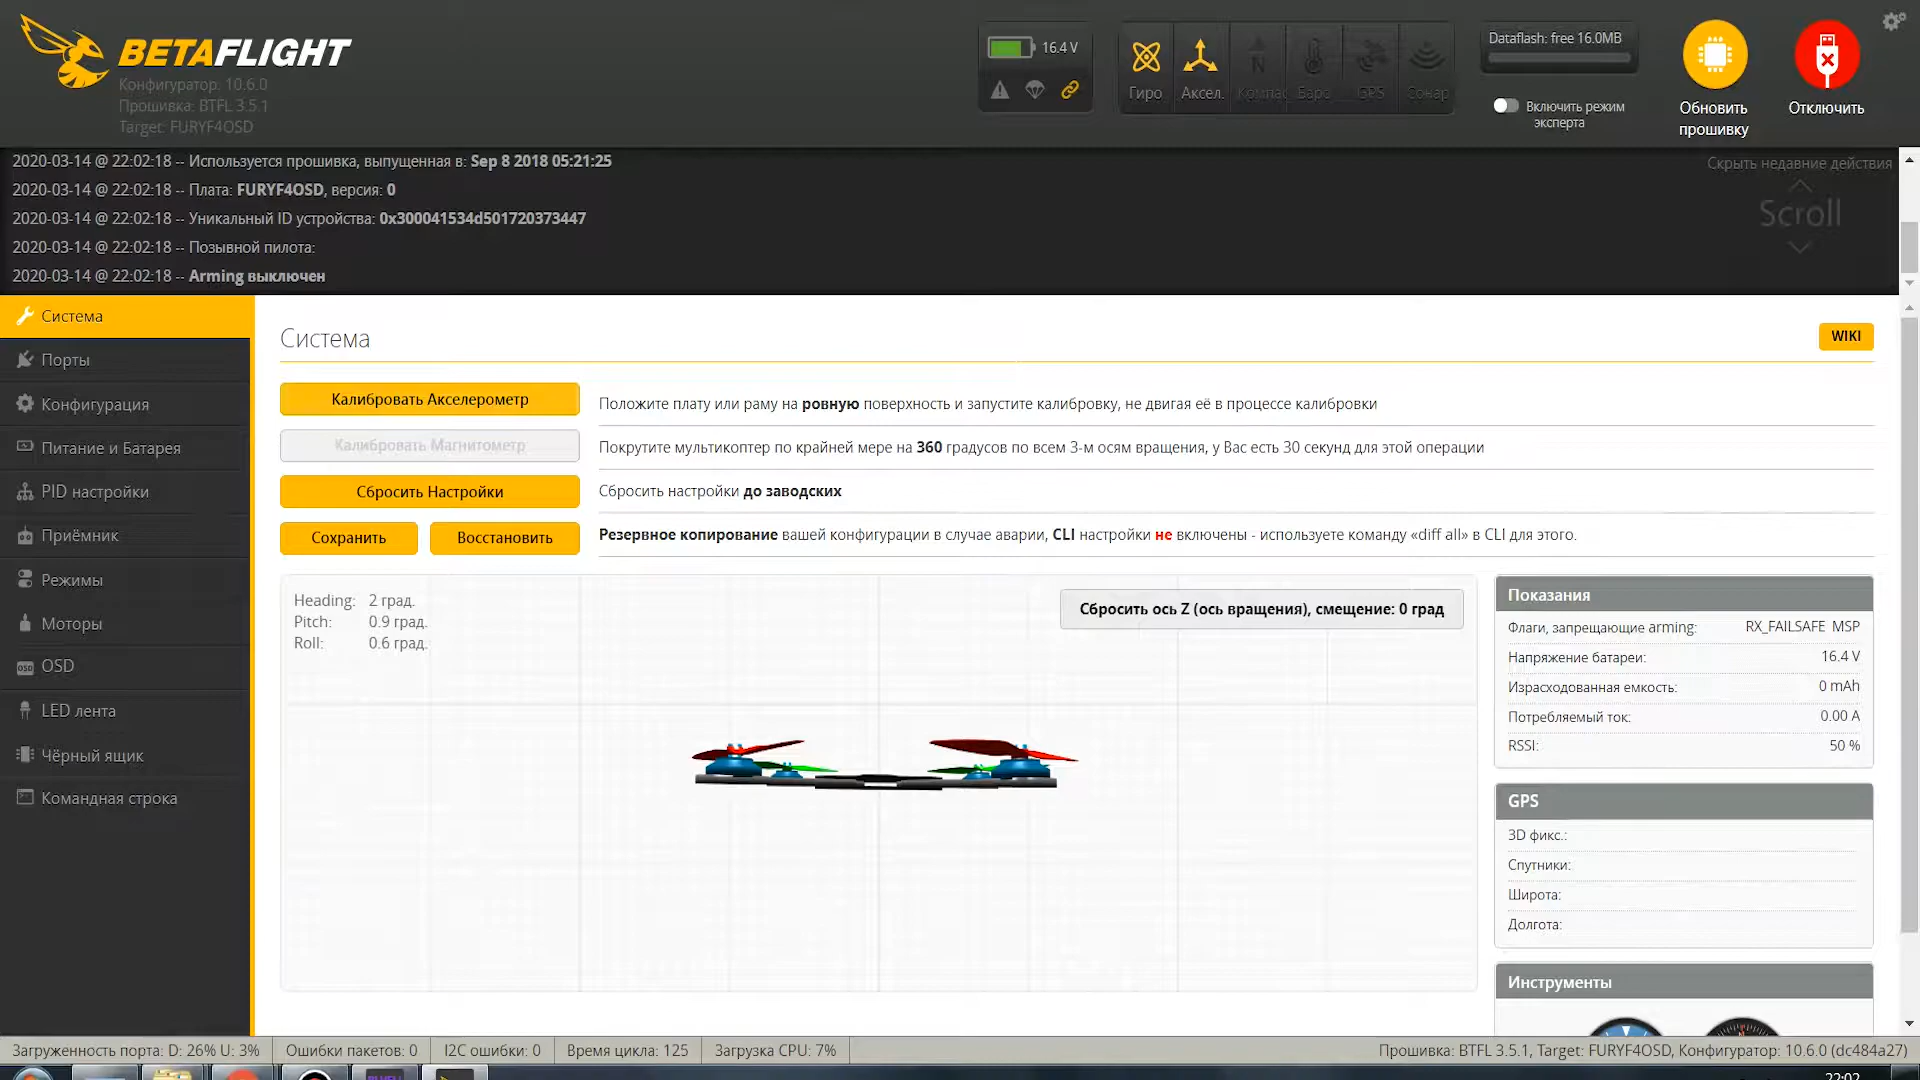 BETAFLIGHT
Конфигуратор: 10.6.0
Прошивка: BTFL 3.5.1
Target: FURYF4OSD
16.4 V
Гиро
Аксел.
Компас
Баро
GPS
Сонар
Dataflash: free 16.0MB
Включить режим
эксперта
Обновить
прошивку
Отключить
2020-03-14 @ 22:02:18 -- Используется прошивка, выпущенная в: Sep 8 2018 05:21:25
2020-03-14 @ 22:02:18 -- Плата: FURYF4OSD, версия: 0
2020-03-14 @ 22:02:18 -- Уникальный ID устройства: 0x300041534d501720373447
2020-03-14 @ 22:02:18 -- Позывной пилота:
2020-03-14 @ 22:02:18 -- Arming выключен
Скрыть недавние действия
Scroll
Система
Порты
Конфигурация
Питание и Батарея
PID настройки
Приёмник
Режимы
Моторы
OSD
LED лента
Чёрный ящик
Командная строка
Система
WIKI
Калибровать Акселерометр
Положите плату или раму на ровную поверхность и запустите калибровку, не двигая её в процессе калибровки
Калибровать Магнитометр
Покрутите мультикоптер по крайней мере на 360 градусов по всем 3-м осям вращения, у Вас есть 30 секунд для этой операции
Сбросить Настройки
Сбросить настройки до заводских
Сохранить
Восстановить
Резервное копирование вашей конфигурации в случае аварии, CLI настройки не включены - используете команду «diff all» в CLI для этого.
Heading: 2 град.
Pitch: 0.9 град.
Roll: 0.6 град.
Сбросить ось Z (ось вращения), смещение: 0 град
Показания
Флаги, запрещающие arming: RX_FAILSAFE MSP
Напряжение батареи: 16.4 V
Израсходованная емкость: 0 mAh
Потребляемый ток: 0.00 A
RSSI: 50 %
GPS
3D фикс.:
Спутники:
Широта:
Долгота:
Инструменты
Загруженность порта: D: 26% U: 3%
Ошибки пакетов: 0
I2C ошибки: 0
Время цикла: 125
Загрузка CPU: 7%
Прошивка: BTFL 3.5.1, Target: FURYF4OSD, Конфигуратор: 10.6.0 (dc484a27)
22:02